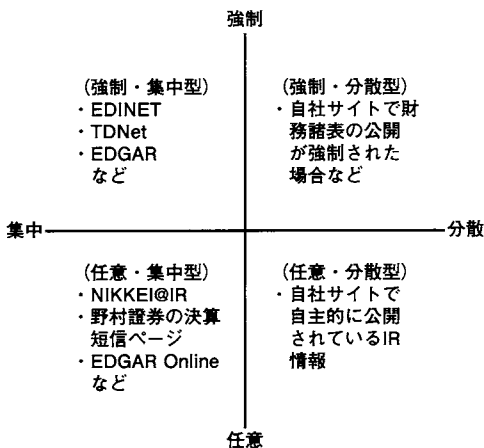 強制
(強制・集中型)
・EDINET
・TDNet
・EDGAR
など
(強制・分散型)
・自社サイトで財
務諸表の公開
が強制された
場合など
集中
分散
(任意・集中型)
・NIKKEI@IR
・野村證券の決算
短信ページ
・EDGAR Online
など
(任意・分散型)
・自社サイトで
自主的に公開
されているIR
情報
任意